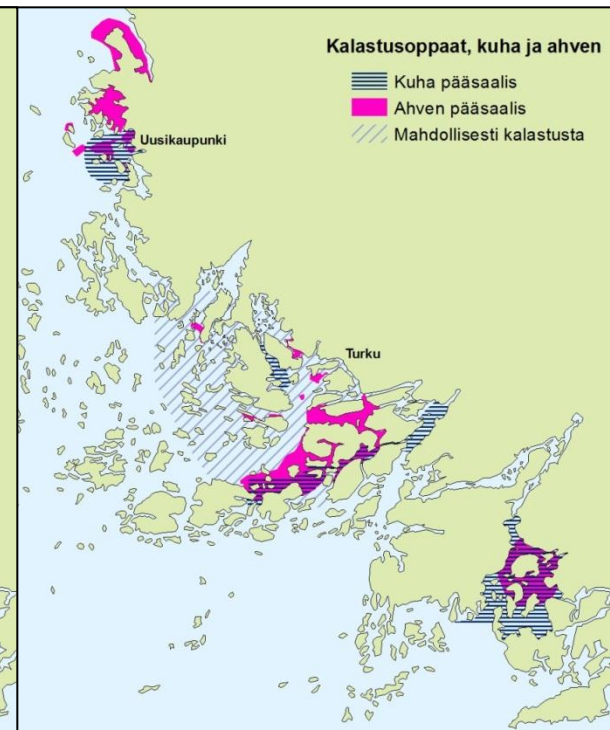 Kalastusoppaat, kuha ja ahven
Kuha pääsaalis
Ahven pääsaalis
Mahdollisesti kalastusta
Uusikaupunki
Turku